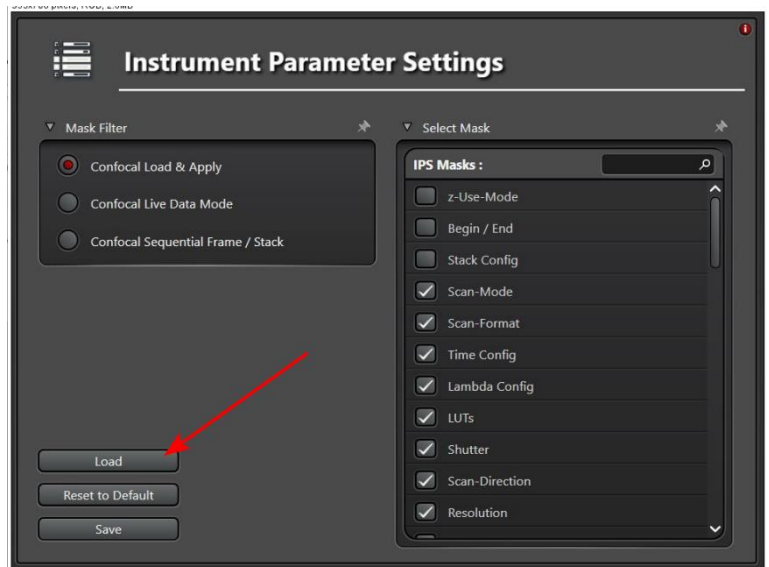 Instrument Parameter Settings
Mask Filter
Confocal Load & Apply
Confocal Live Data Mode
Confocal Sequential Frame / Stack
Load
Reset to Default
Save
Select Mask
IPS Masks :
z-Use-Mode
Begin / End
Stack Config
Scan-Mode
Scan-Format
Time Config
Lambda Config
LUTs
Shutter
Scan-Direction
Resolution